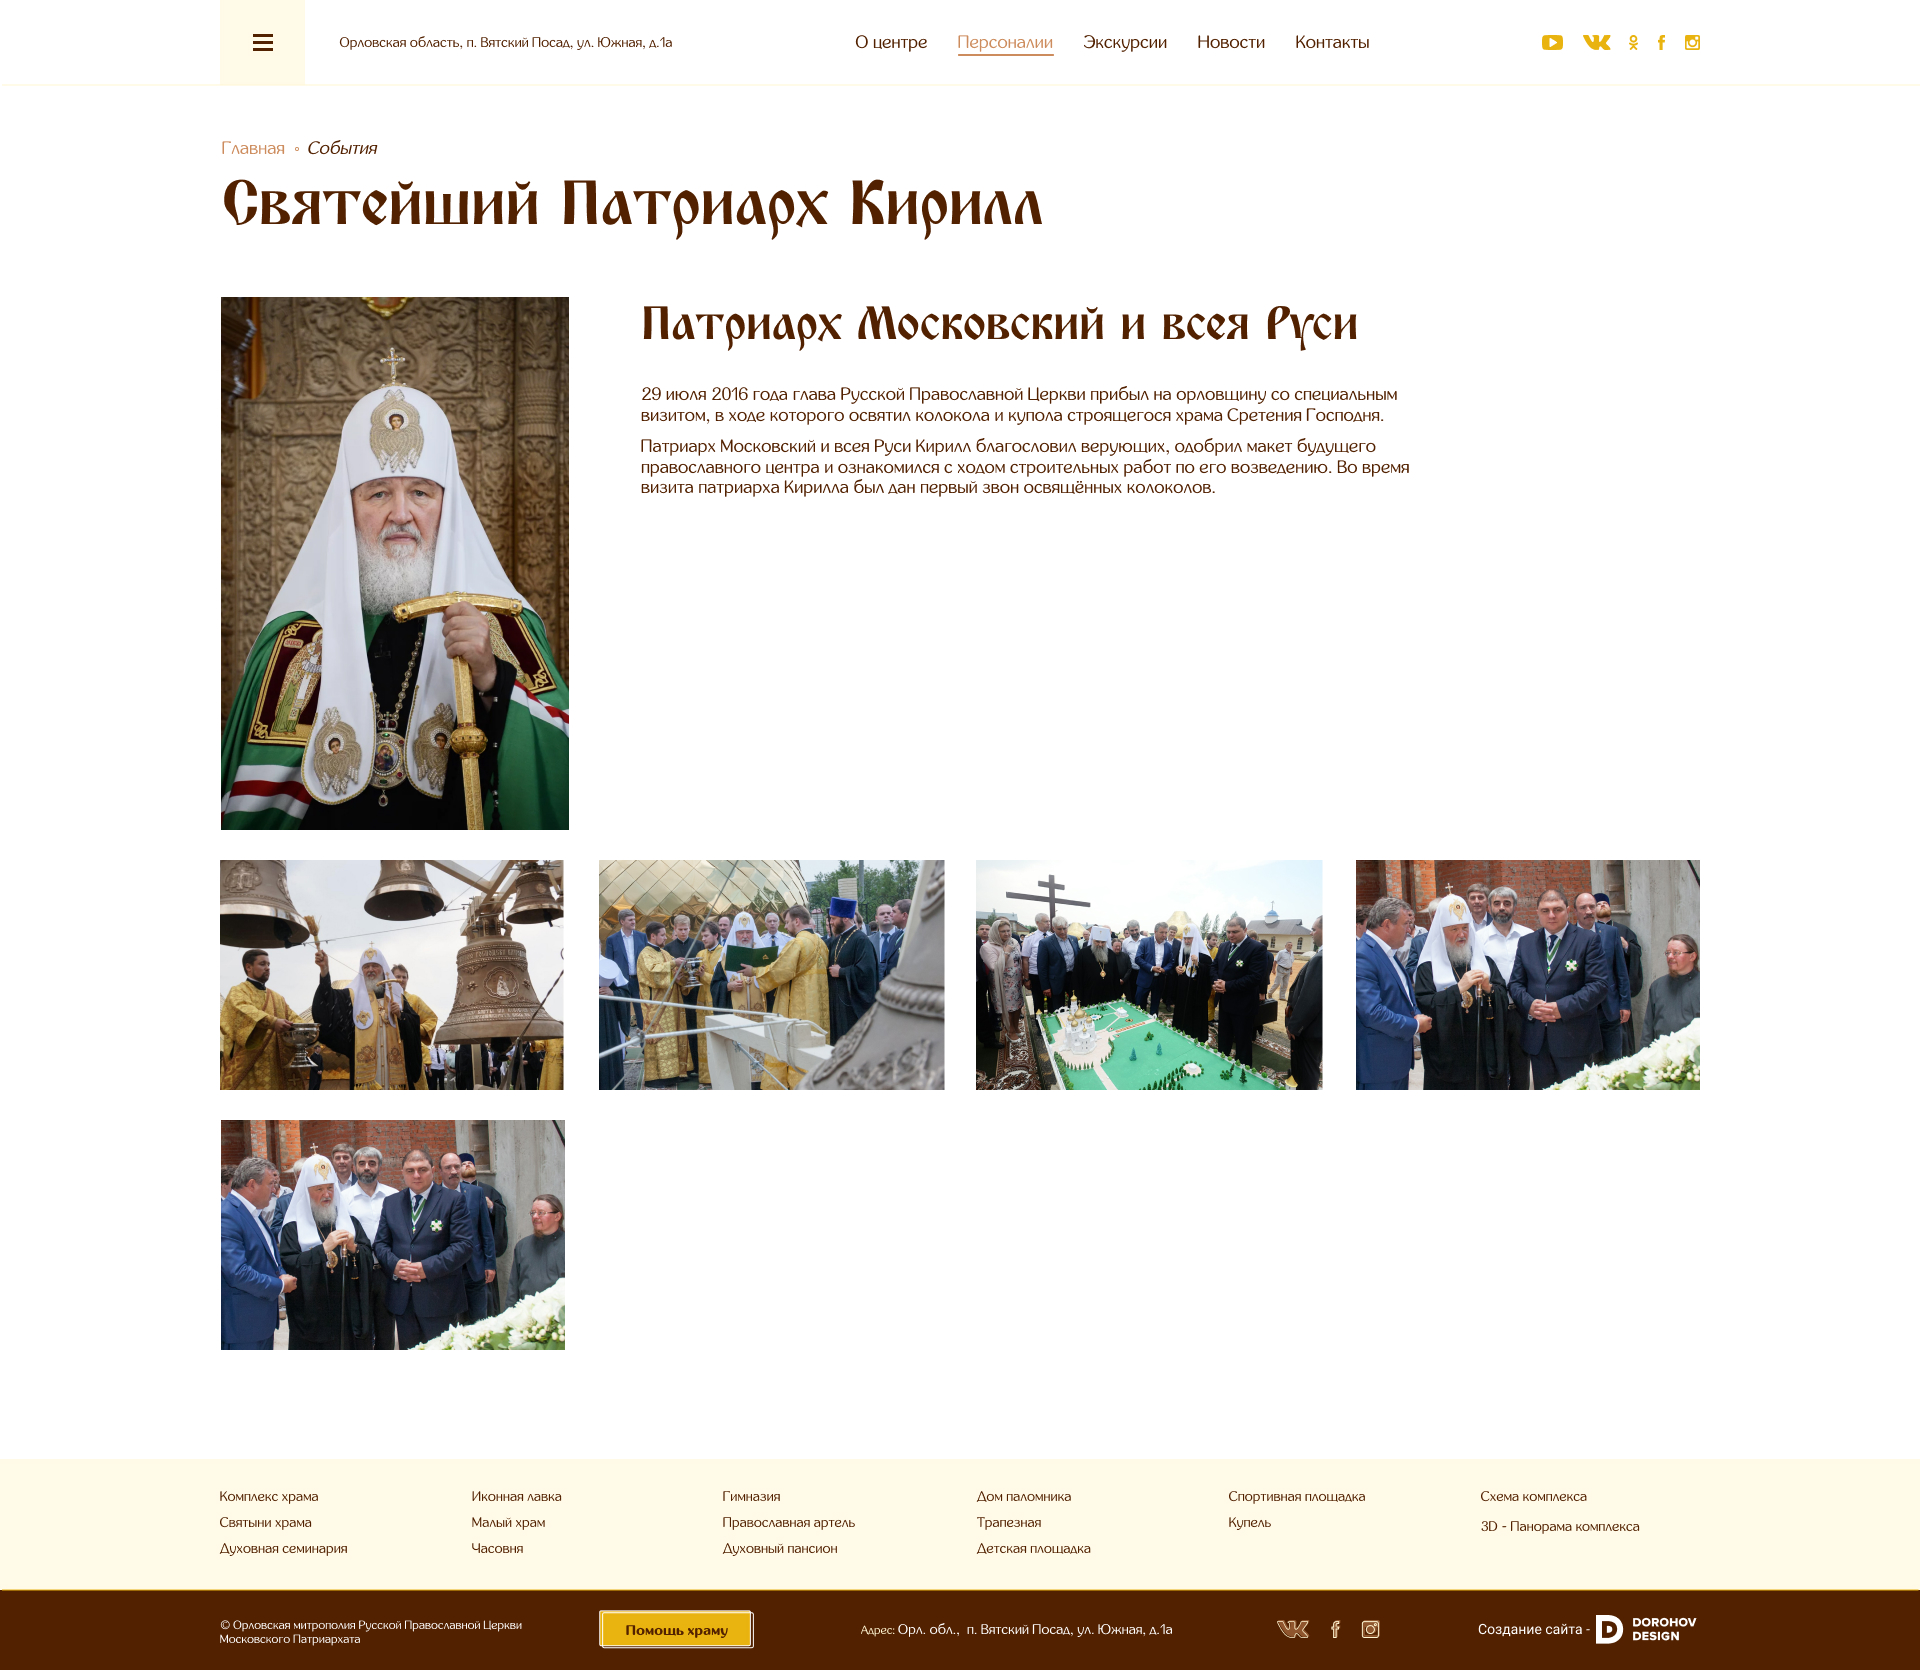 Орловская область, п. Вятский Посад, ул. Южная, д.1а
О центре Персоналии Экскурсии Новости Контакты
Главная События
Святейший Патриарх Кирилл
Патриарх Московский и всея Руси
29 июля 2016 года глава Русской Православной Церкви прибыл на орловщину со специальным
визитом, в ходе которого освятил колокола и купола строящегося храма Сретения Господня.
Патриарх Московский и всея Руси Кирилл благословил верующих, одобрил макет будущего
православного центра и ознакомился с ходом строительных работ по его возведению. Во время
визита патриарха Кирилла был дан первый звон освящённых колоколов.
Комплекс храма
Святыни храма
Духовная семинария
Иконная лавка
Малый храм
Часовня
Гимназия
Православная артель
Духовный пансион
Дом паломника
Трапезная
Детская площадка
Спортивная площадка
Купель
Схема комплекса
3D - Панорама комплекса
© Орловская митрополия Русской Православной Церкви
Московского Патриархата
Помощь храму
Адрес: Орл. обл., п. Вятский Посад, ул. Южная, д.1а
Создание сайта - D DOROHOV
DESIGN